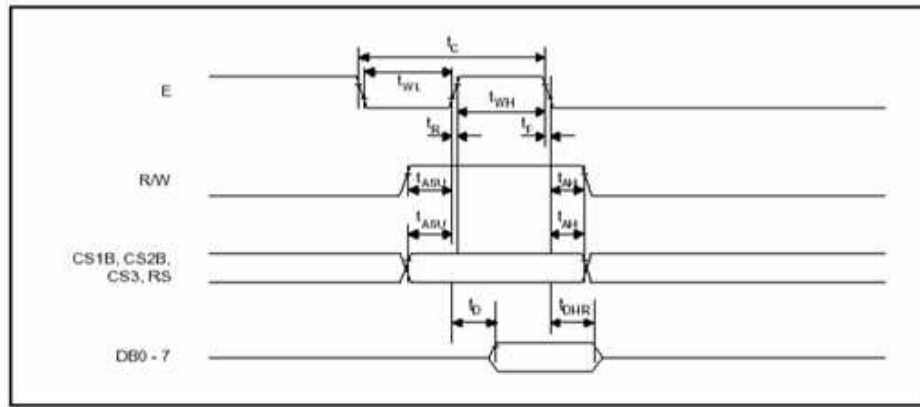 tC
tWL
E
tWH
tR
tF
R/W
tASU
tAH
tASU
tAH
CS1B, CS2B,
CS3, RS
tD
tDHR
DB0 - 7